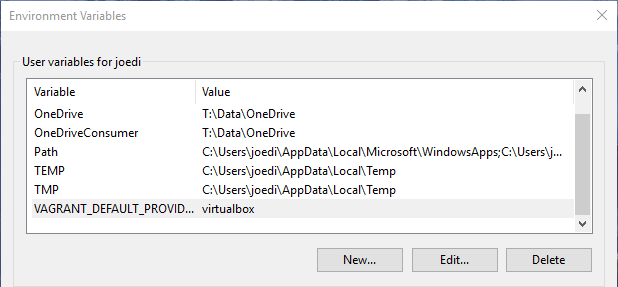 Environment Variables
User variables for joedi
Variable Value
OneDrive T:\Data\OneDrive
OneDriveConsumer T:\Data\OneDrive
Path C:\Users\joedi\AppData\Local\Microsoft\WindowsApps;C:\Users\j...
TEMP C:\Users\joedi\AppData\Local\Temp
TMP C:\Users\joedi\AppData\Local\Temp
VAGRANT_DEFAULT_PROVID... virtualbox
New... Edit... Delete